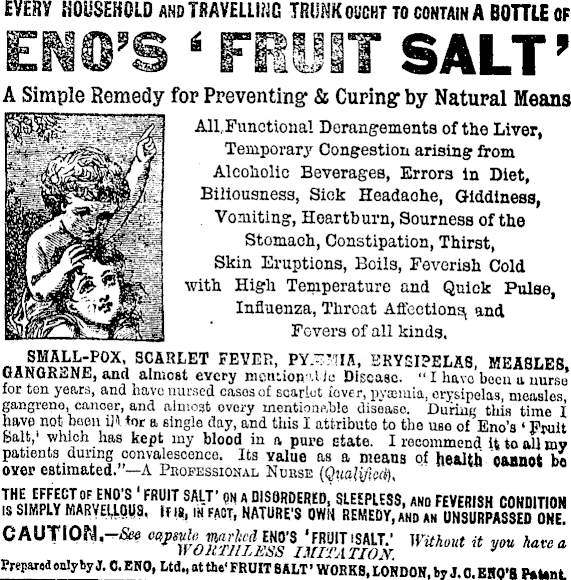 EVERY HOUSEHOLD AND TRAVELLING TRUNK OUGHT TO CONTAIN A BOTTLE OF
ENO'S 'FRUIT SALT'
A Simple Remedy for Preventing & Curing by Natural Means
All Functional Derangements of the Liver,
Temporary Congestion arising from
Alcoholic Beverages, Errors in Diet,
Biliousness, Sick Headache, Giddiness,
Vomiting, Heartburn, Sourness of the
Stomach, Constipation, Thirst,
Skin Eruptions, Boils, Feverish Cold
with High Temperature and Quick Pulse,
Influenza, Throat Affections, and
Fevers of all kinds.
SMALL-POX, SCARLET FEVER, PYÆMIA, ERYSIPELAS, MEASLES,
GANGRENE, and almost every mentionable Disease. "I have been a nurse
for ten years, and have nursed cases of scarlet fever, pyæmia, erysipelas, measles,
gangrene, cancer, and almost every mentionable disease. During this time I
have not been ill for a single day, and this I attribute to the use of Eno's 'Fruit
Salt,' which has kept my blood in a pure state. I recommend it to all my
patients during convalescence. Its value as a means of health cannot be
over estimated."—A PROFESSIONAL NURSE (Qualified).
THE EFFECT OF ENO'S 'FRUIT SALT' ON A DISORDERED, SLEEPLESS, AND FEVERISH CONDITION
IS SIMPLY MARVELLOUS. IT IS, IN FACT, NATURE'S OWN REMEDY, AND AN UNSURPASSED ONE.
CAUTION.—See capsule marked ENO'S 'FRUIT SALT.' Without it you have a
WORTHLESS IMITATION.
Prepared only by J. C. ENO, Ltd., at the 'FRUIT SALT' WORKS, LONDON, by J. C. ENO'S Patent.